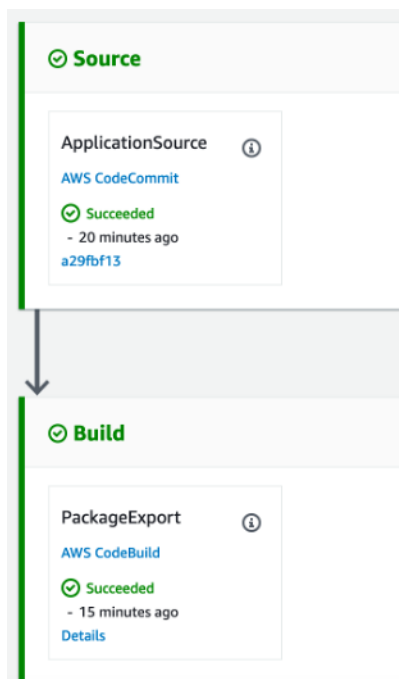 Source
ApplicationSource
AWS CodeCommit
Succeeded
- 20 minutes ago
a29fbf13
Build
PackageExport
AWS CodeBuild
Succeeded
- 15 minutes ago
Details